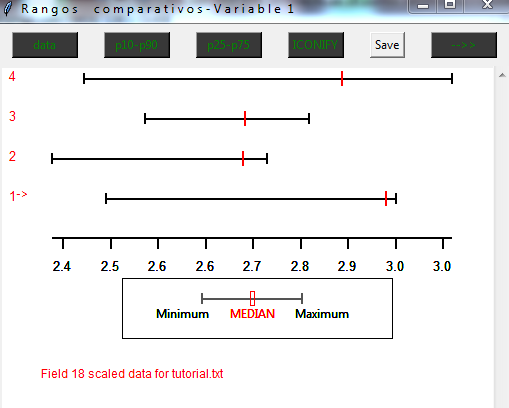 Rangos comparativos-Variable 1
data p10-p90 p25-p75 ICONIFY Save -->>
4
3
2
1->
2.4 2.5 2.6 2.6 2.7 2.8 2.9 3.0 3.0
Minimum MEDIAN Maximum
Field 18 scaled data for tutorial.txt